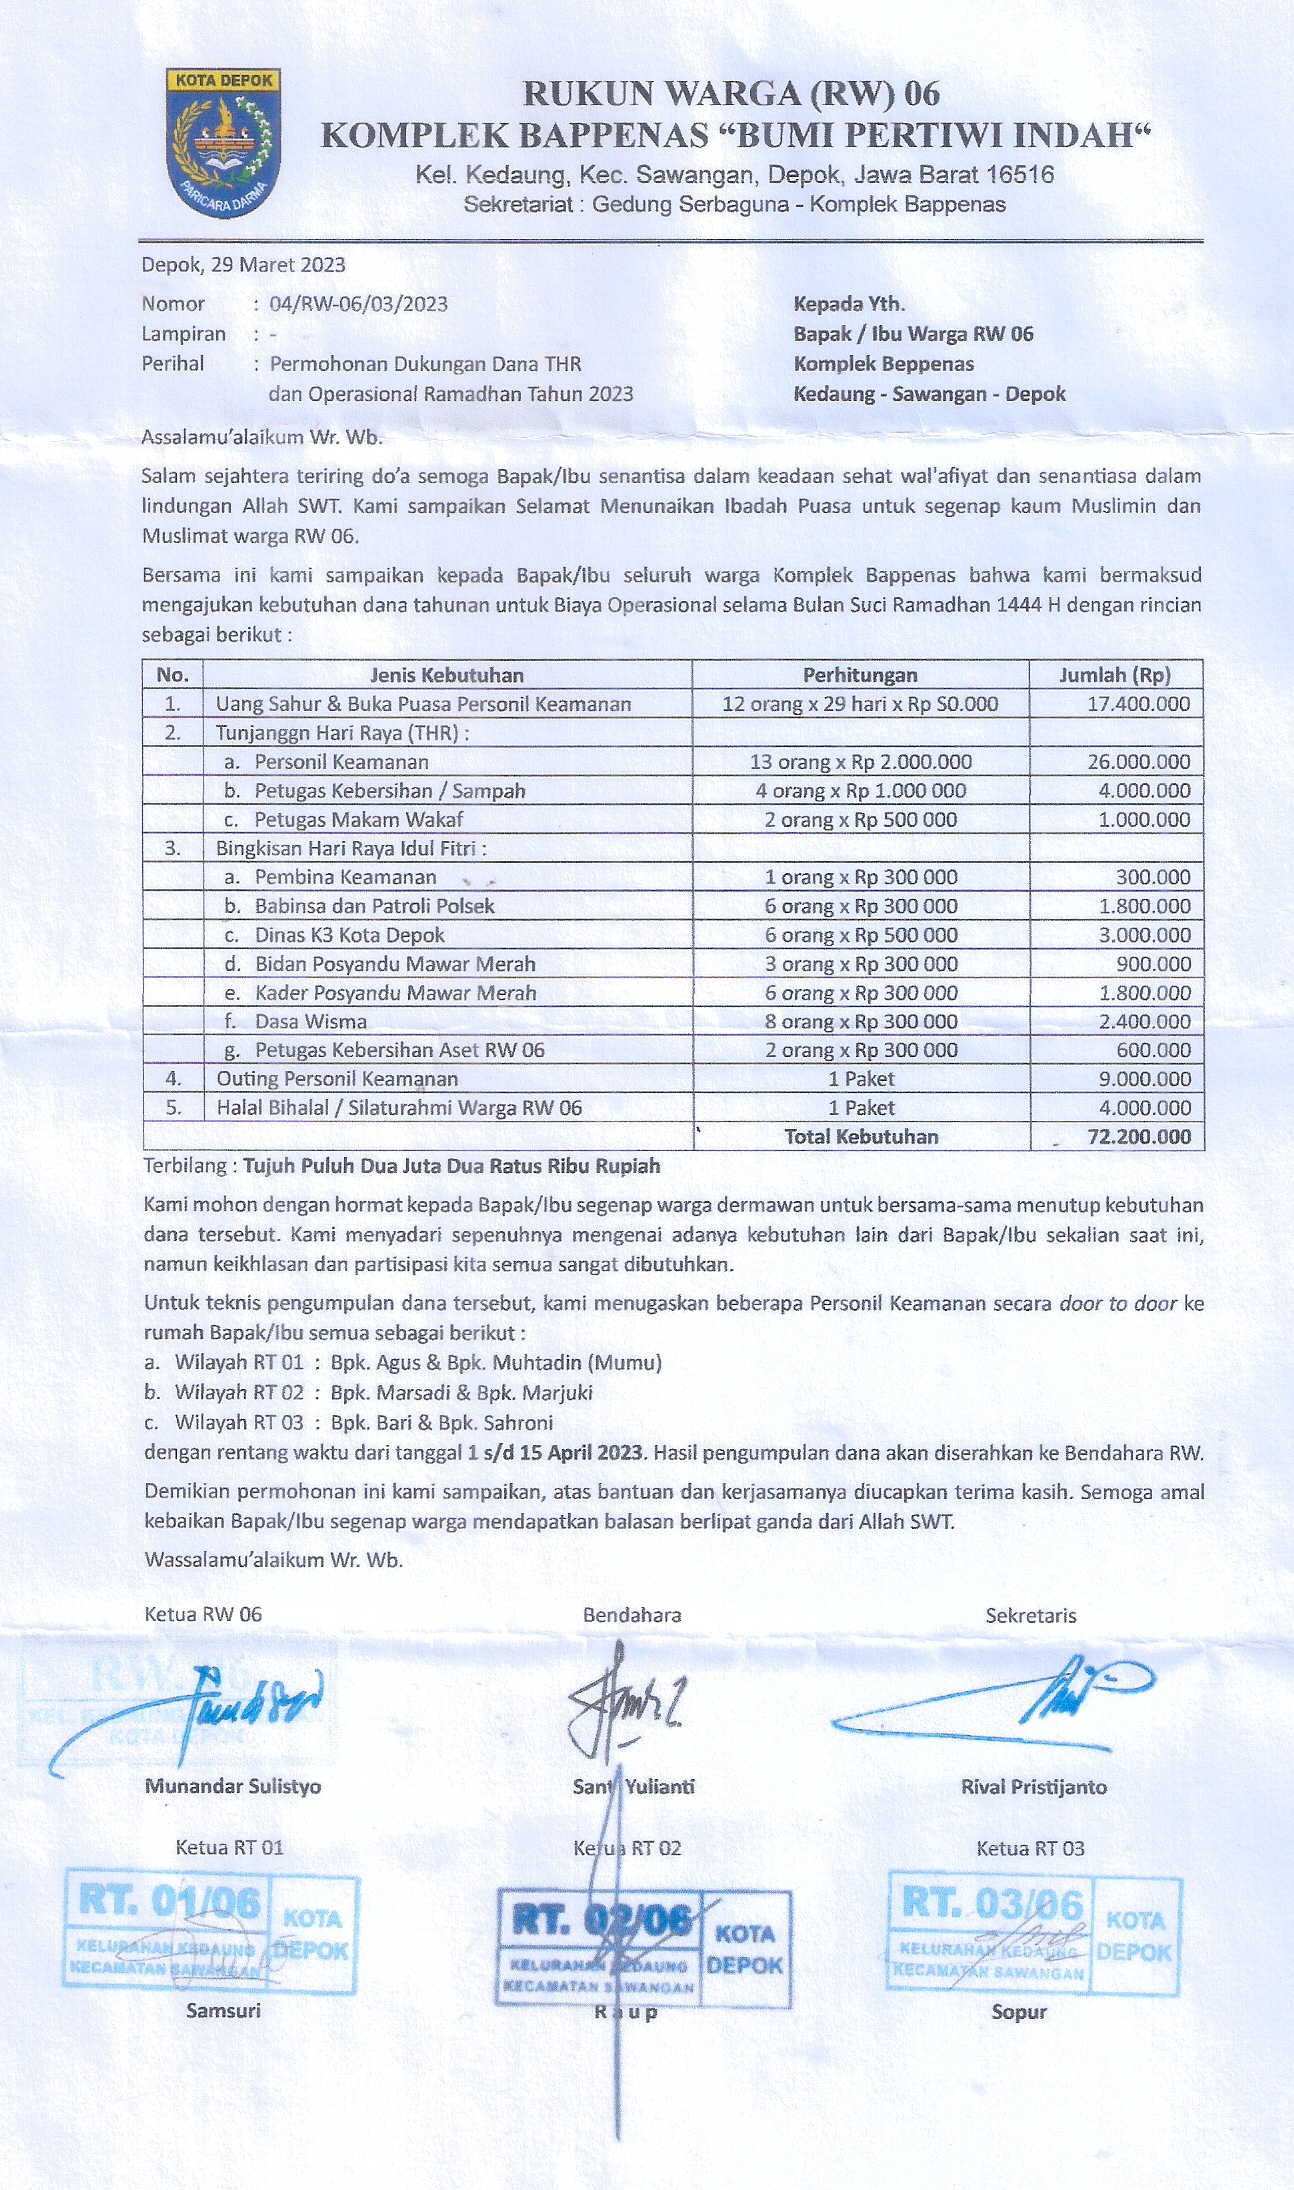 KOTA DEPOK
PARICARA DARMA
RUKUN WARGA (RW) 06
KOMPLEK BAPPENAS “BUMI PERTIWI INDAH“
Kel. Kedaung, Kec. Sawangan, Depok, Jawa Barat 16516
Sekretariat : Gedung Serbaguna - Komplek Bappenas
Depok, 29 Maret 2023
Nomor : 04/RW-06/03/2023
Lampiran : -
Perihal : Permohonan Dukungan Dana THR
dan Operasional Ramadhan Tahun 2023
Kepada Yth.
Bapak / Ibu Warga RW 06
Komplek Beppenas
Kedaung - Sawangan - Depok
Assalamu’alaikum Wr. Wb.
Salam sejahtera teriring do’a semoga Bapak/Ibu senantisa dalam keadaan sehat wal'afiyat dan senantiasa dalam
lindungan Allah SWT. Kami sampaikan Selamat Menunaikan Ibadah Puasa untuk segenap kaum Muslimin dan
Muslimat warga RW 06.
Bersama ini kami sampaikan kepada Bapak/Ibu seluruh warga Komplek Bappenas bahwa kami bermaksud
mengajukan kebutuhan dana tahunan untuk Biaya Operasional selama Bulan Suci Ramadhan 1444 H dengan rincian
sebagai berikut :
No. Jenis Kebutuhan Perhitungan Jumlah (Rp)
1. Uang Sahur & Buka Puasa Personil Keamanan 12 orang x 29 hari x Rp S0.000 17.400.000
2. Tunjanggn Hari Raya (THR) :
a. Personil Keamanan 13 orang x Rp 2.000.000 26.000.000
b. Petugas Kebersihan / Sampah 4 orang x Rp 1.000 000 4.000.000
c. Petugas Makam Wakaf 2 orang x Rp 500 000 1.000.000
3. Bingkisan Hari Raya Idul Fitri :
a. Pembina Keamanan 1 orang x Rp 300 000 300.000
b. Babinsa dan Patroli Polsek 6 orang x Rp 300 000 1.800.000
c. Dinas K3 Kota Depok 6 orang x Rp 500 000 3.000.000
d. Bidan Posyandu Mawar Merah 3 orang x Rp 300 000 900.000
e. Kader Posyandu Mawar Merah 6 orang x Rp 300 000 1.800.000
f. Dasa Wisma 8 orang x Rp 300 000 2.400.000
g. Petugas Kebersihan Aset RW 06 2 orang x Rp 300 000 600.000
4. Outing Personil Keamanan 1 Paket 9.000.000
5. Halal Bihalal / Silaturahmi Warga RW 06 1 Paket 4.000.000
Total Kebutuhan 72.200.000
Terbilang : Tujuh Puluh Dua Juta Dua Ratus Ribu Rupiah
Kami mohon dengan hormat kepada Bapak/Ibu segenap warga dermawan untuk bersama-sama menutup kebutuhan
dana tersebut. Kami menyadari sepenuhnya mengenai adanya kebutuhan lain dari Bapak/Ibu sekalian saat ini,
namun keikhlasan dan partisipasi kita semua sangat dibutuhkan.
Untuk teknis pengumpulan dana tersebut, kami menugaskan beberapa Personil Keamanan secara door to door ke
rumah Bapak/Ibu semua sebagai berikut :
a. Wilayah RT 01 : Bpk. Agus & Bpk. Muhtadin (Mumu)
b. Wilayah RT 02 : Bpk. Marsadi & Bpk. Marjuki
c. Wilayah RT 03 : Bpk. Bari & Bpk. Sahroni
dengan rentang waktu dari tanggal 1 s/d 15 April 2023. Hasil pengumpulan dana akan diserahkan ke Bendahara RW.
Demikian permohonan ini kami sampaikan, atas bantuan dan kerjasamanya diucapkan terima kasih. Semoga amal
kebaikan Bapak/Ibu segenap warga mendapatkan balasan berlipat ganda dari Allah SWT.
Wassalamu’alaikum Wr. Wb.
Ketua RW 06 Bendahara Sekretaris
RW. 06
KOTA DEPOK
Munandar Sulistyo Santi Yulianti Rival Pristijanto
Ketua RT 01 Ketua RT 02 Ketua RT 03
RT. 01/06 KOTA DEPOK
KELURAHAN KEDAUNG
KECAMATAN SAWANGAN
RT. 02/06 KOTA DEPOK
KELURAHAN KEDAUNG
KECAMATAN SAWANGAN
RT. 03/06 KOTA DEPOK
KELURAHAN KEDAUNG
KECAMATAN SAWANGAN
Samsuri Raup Sopur